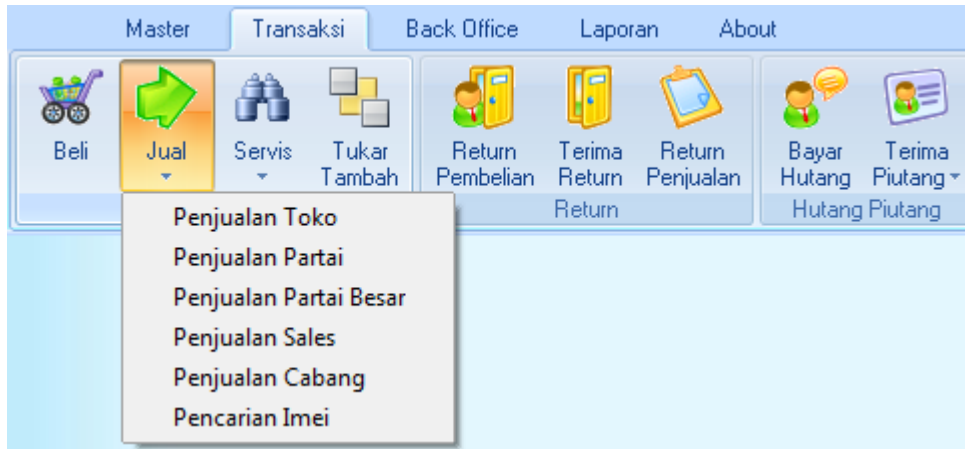 Master Transaksi Back Office Laporan About
Beli Jual Servis Tukar Return Terima Return Bayar Terima
Tambah Pembelian Return Penjualan Hutang Piutang
Return Hutang Piutang
Penjualan Toko
Penjualan Partai
Penjualan Partai Besar
Penjualan Sales
Penjualan Cabang
Pencarian Imei